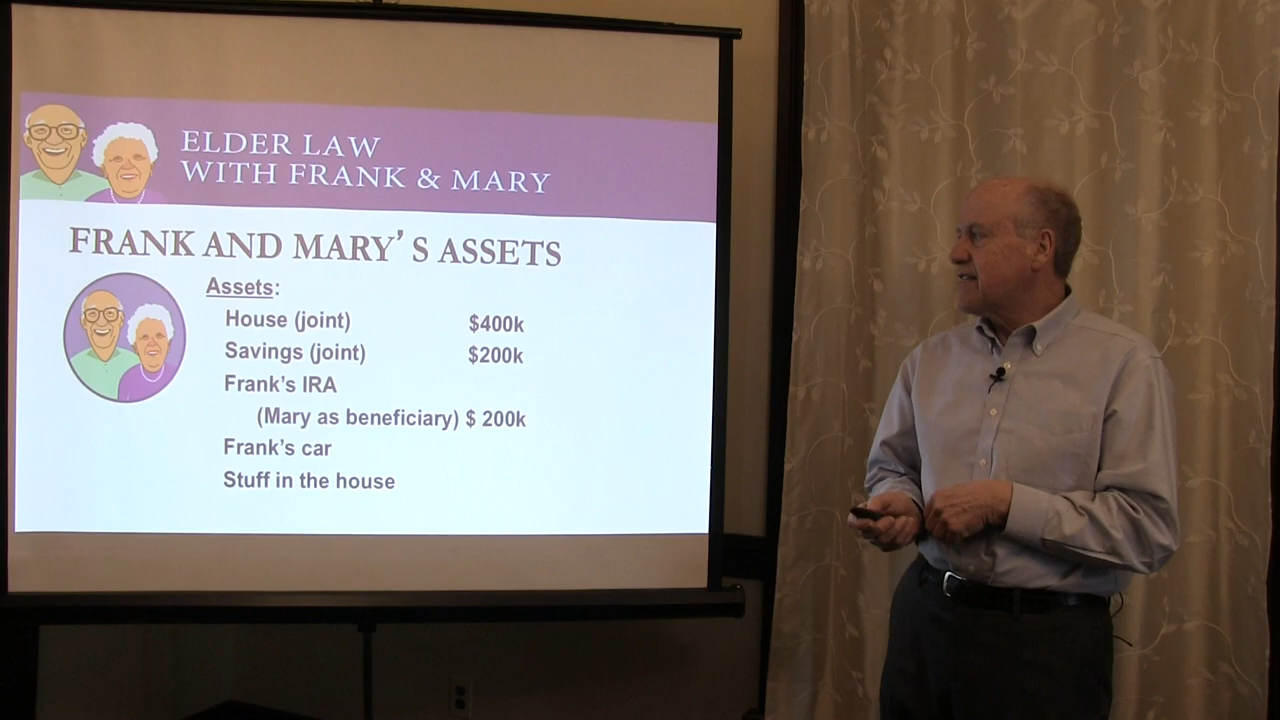 ELDER LAW
WITH FRANK & MARY
FRANK AND MARY’ S ASSETS
Assets:
House (joint) $400k
Savings (joint) $200k
Frank’s IRA
(Mary as beneficiary) $ 200k
Frank’s car
Stuff in the house